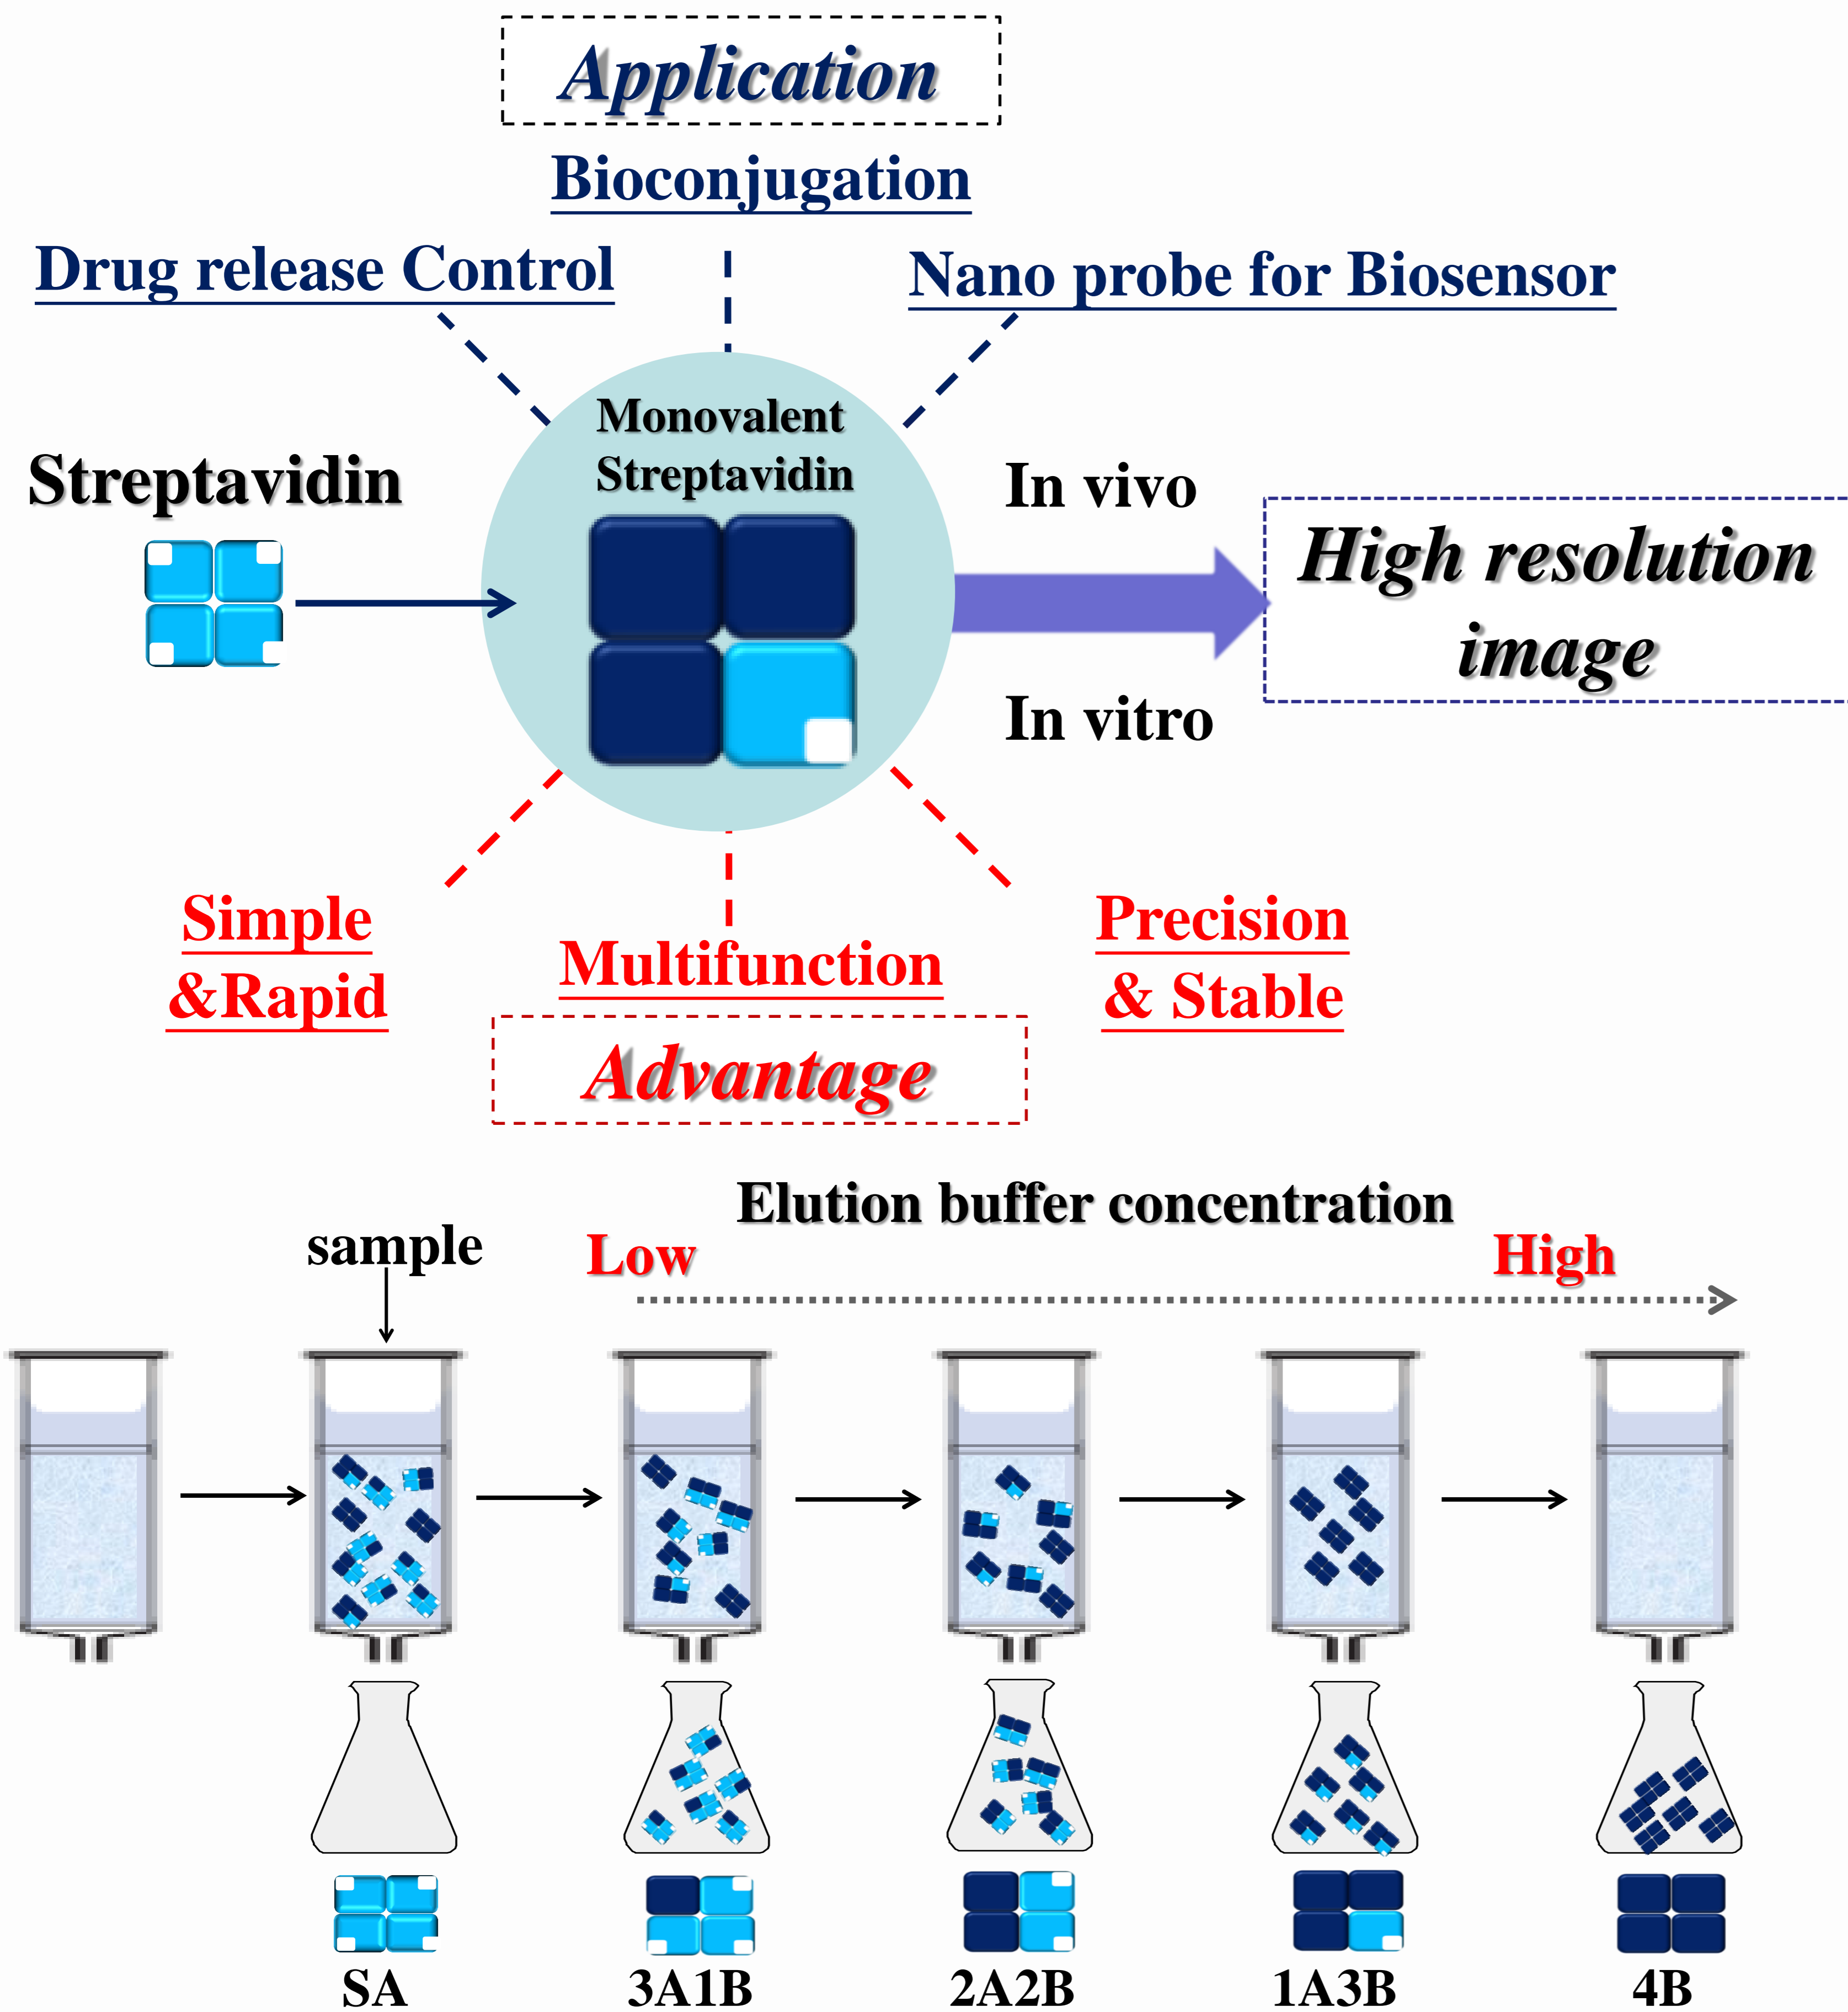 Application
Bioconjugation
Drug release Control
Nano probe for Biosensor
Monovalent
Streptavidin
Streptavidin
In vivo
High resolution
image
In vitro
Simple
&Rapid
Multifunction
Precision
& Stable
Advantage
Elution buffer concentration
sample
Low
High
SA
3A1B
2A2B
1A3B
4B